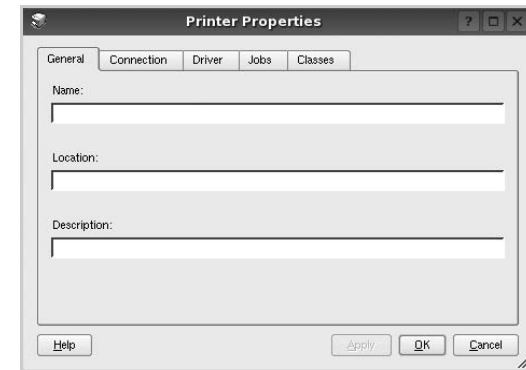 Printer Properties
General Connection Driver Jobs Classes
Name:
Location:
Description:
Help Apply OK Cancel